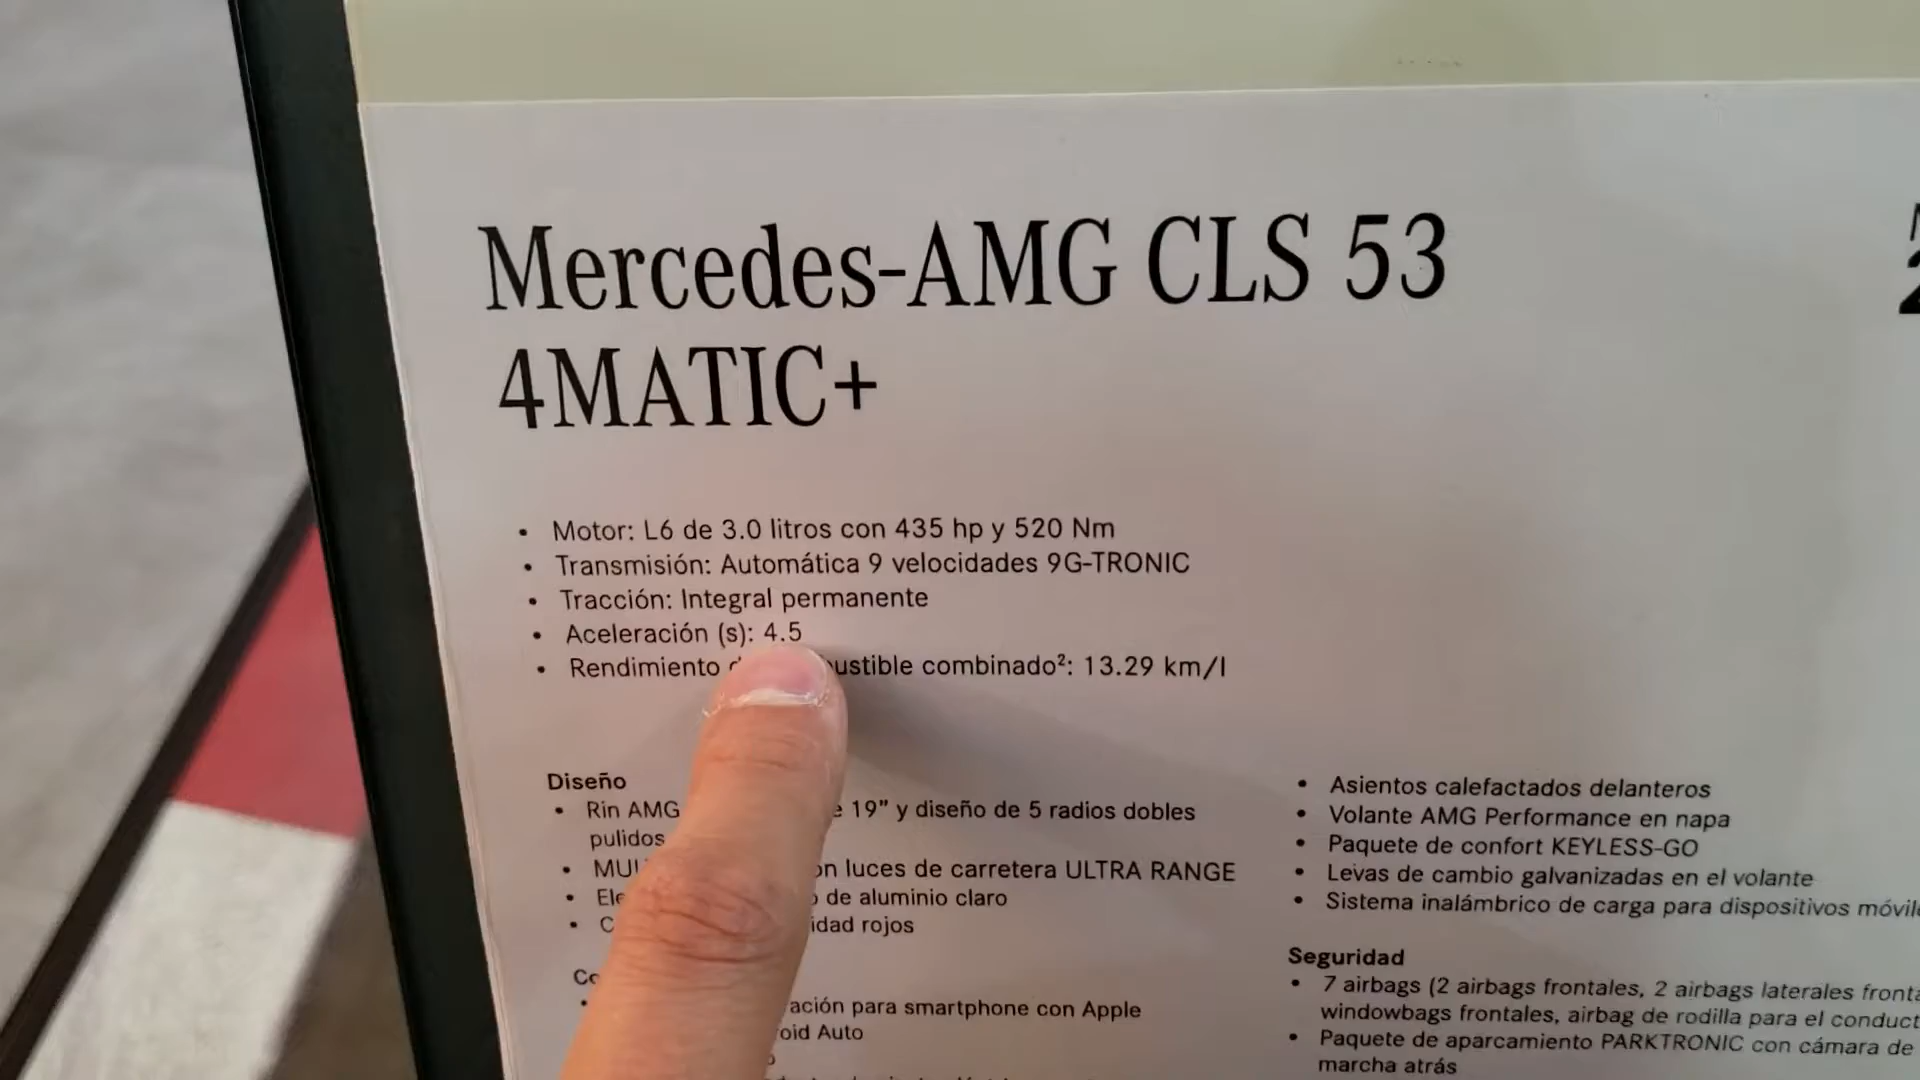 Mercedes-AMG CLS 53
4MATIC+
• Motor: L6 de 3.0 litros con 435 hp y 520 Nm
• Transmisión: Automática 9 velocidades 9G-TRONIC
• Tracción: Integral permanente
• Aceleración (s): 4.5
• Rendimiento combinado²: 13.29 km/l
Diseño
• Rin AMG 19” y diseño de 5 radios dobles
pulidos
• luces de carretera ULTRA RANGE
• de aluminio claro
• rojos
• para smartphone con Apple
Auto
• Asientos calefactados delanteros
• Volante AMG Performance en napa
• Paquete de confort KEYLESS-GO
• Levas de cambio galvanizadas en el volante
• Sistema inalámbrico de carga para dispositivos
Seguridad
• 7 airbags (2 airbags frontales, 2 airbags laterales
windowbags frontales, airbag de rodilla para el
• Paquete de aparcamiento PARKTRONIC con cámara de
marcha atrás